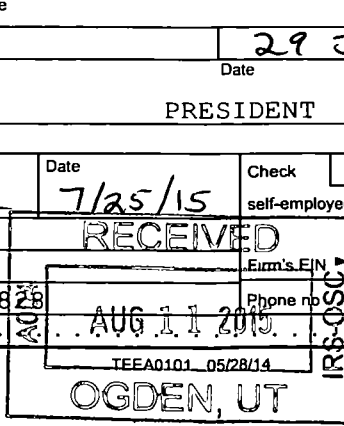 29
Date
PRESIDENT
Date
Check
7/25/15
self-employe
RECEIVED
Firm's EIN
828
Phone no
AUG 11 2015
IRS-OSC
TEEA0101 05/28/14
OGDEN, UT